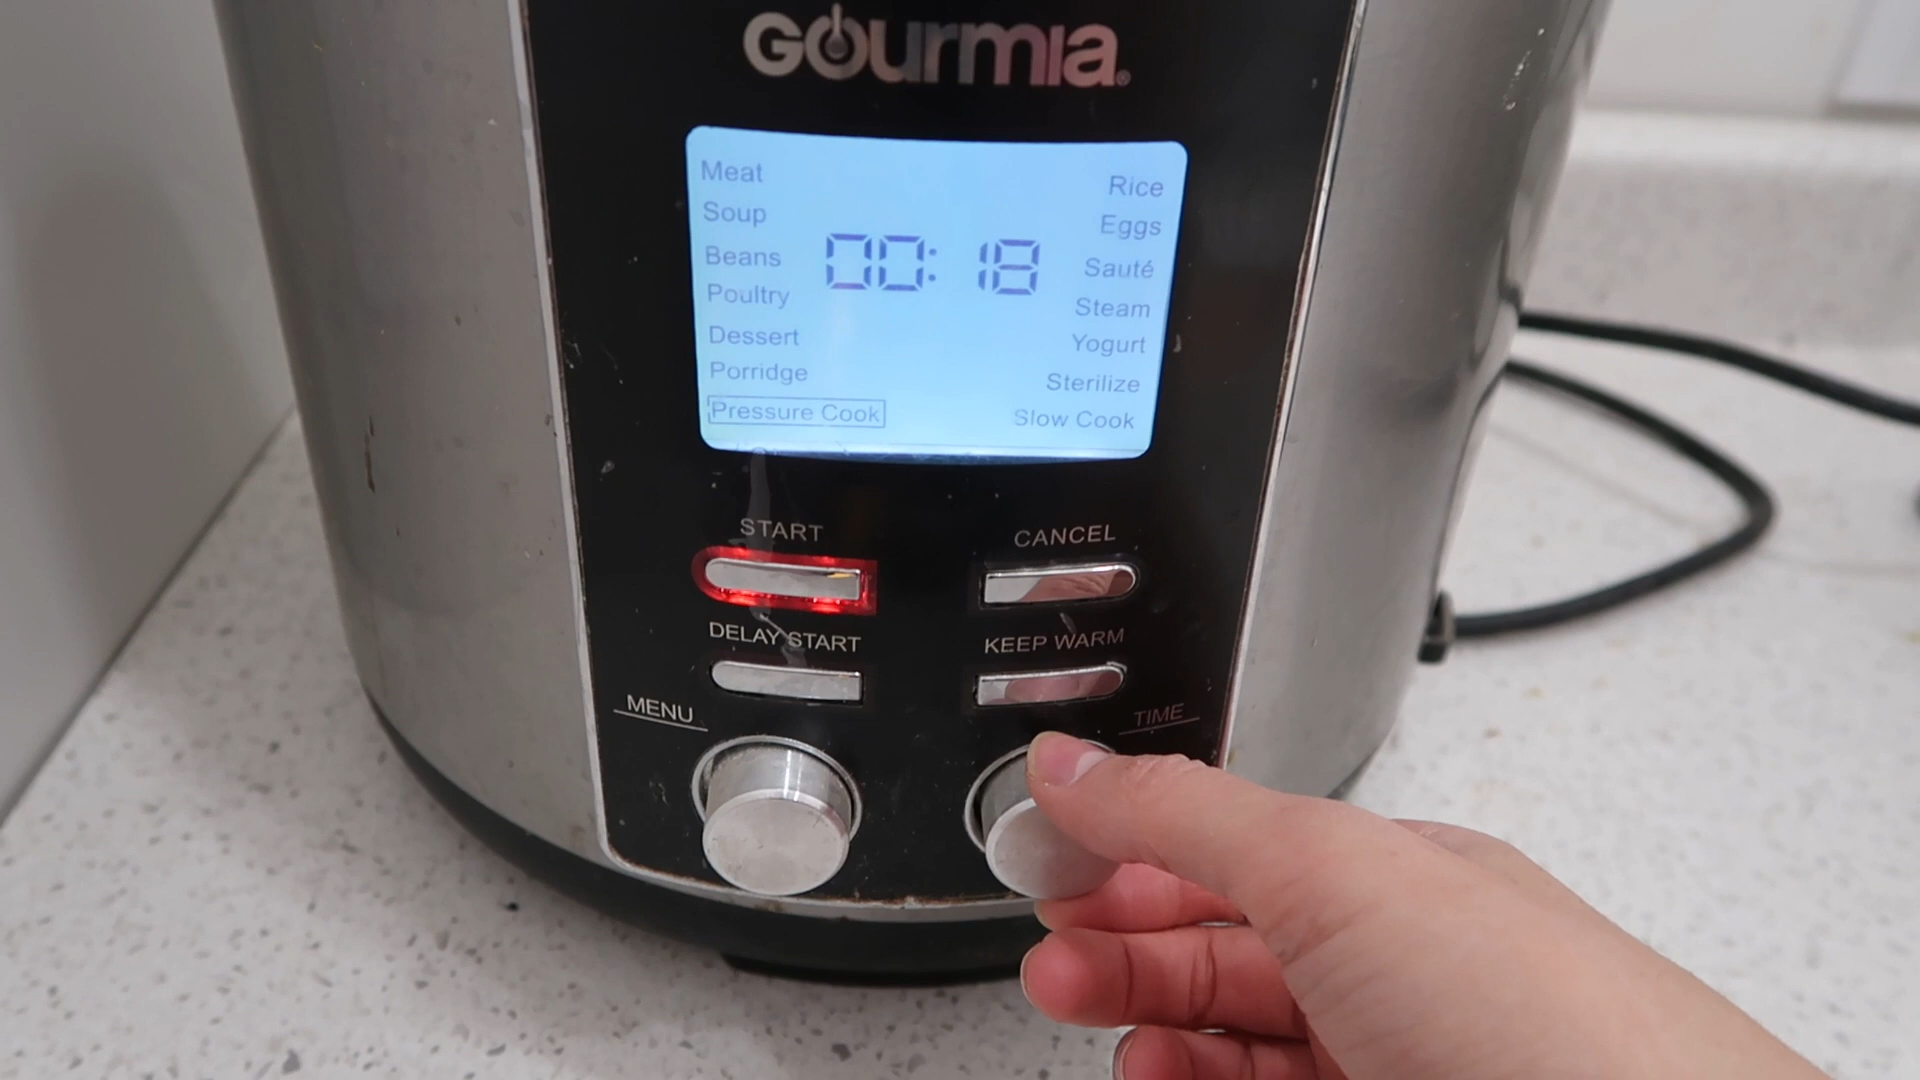 Gourmia
Meat
Soup
Beans
Poultry
Dessert
Porridge
Pressure Cook
00:18
Rice
Eggs
Sauté
Steam
Yogurt
Sterilize
Slow Cook
START
CANCEL
DELAY START
KEEP WARM
MENU
TIME